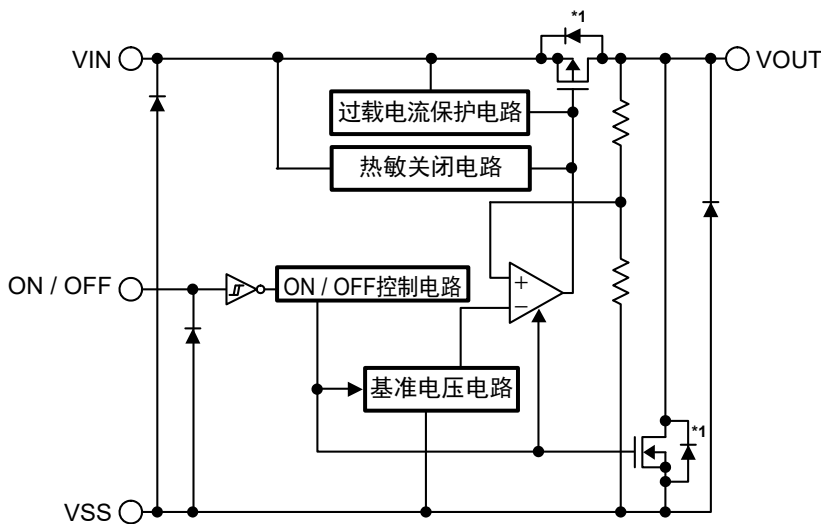 *1
VIN
VOUT
过载电流保护电路
热敏关闭电路
ON / OFF
ON / OFF控制电路
+
−
基准电压电路
*1
VSS